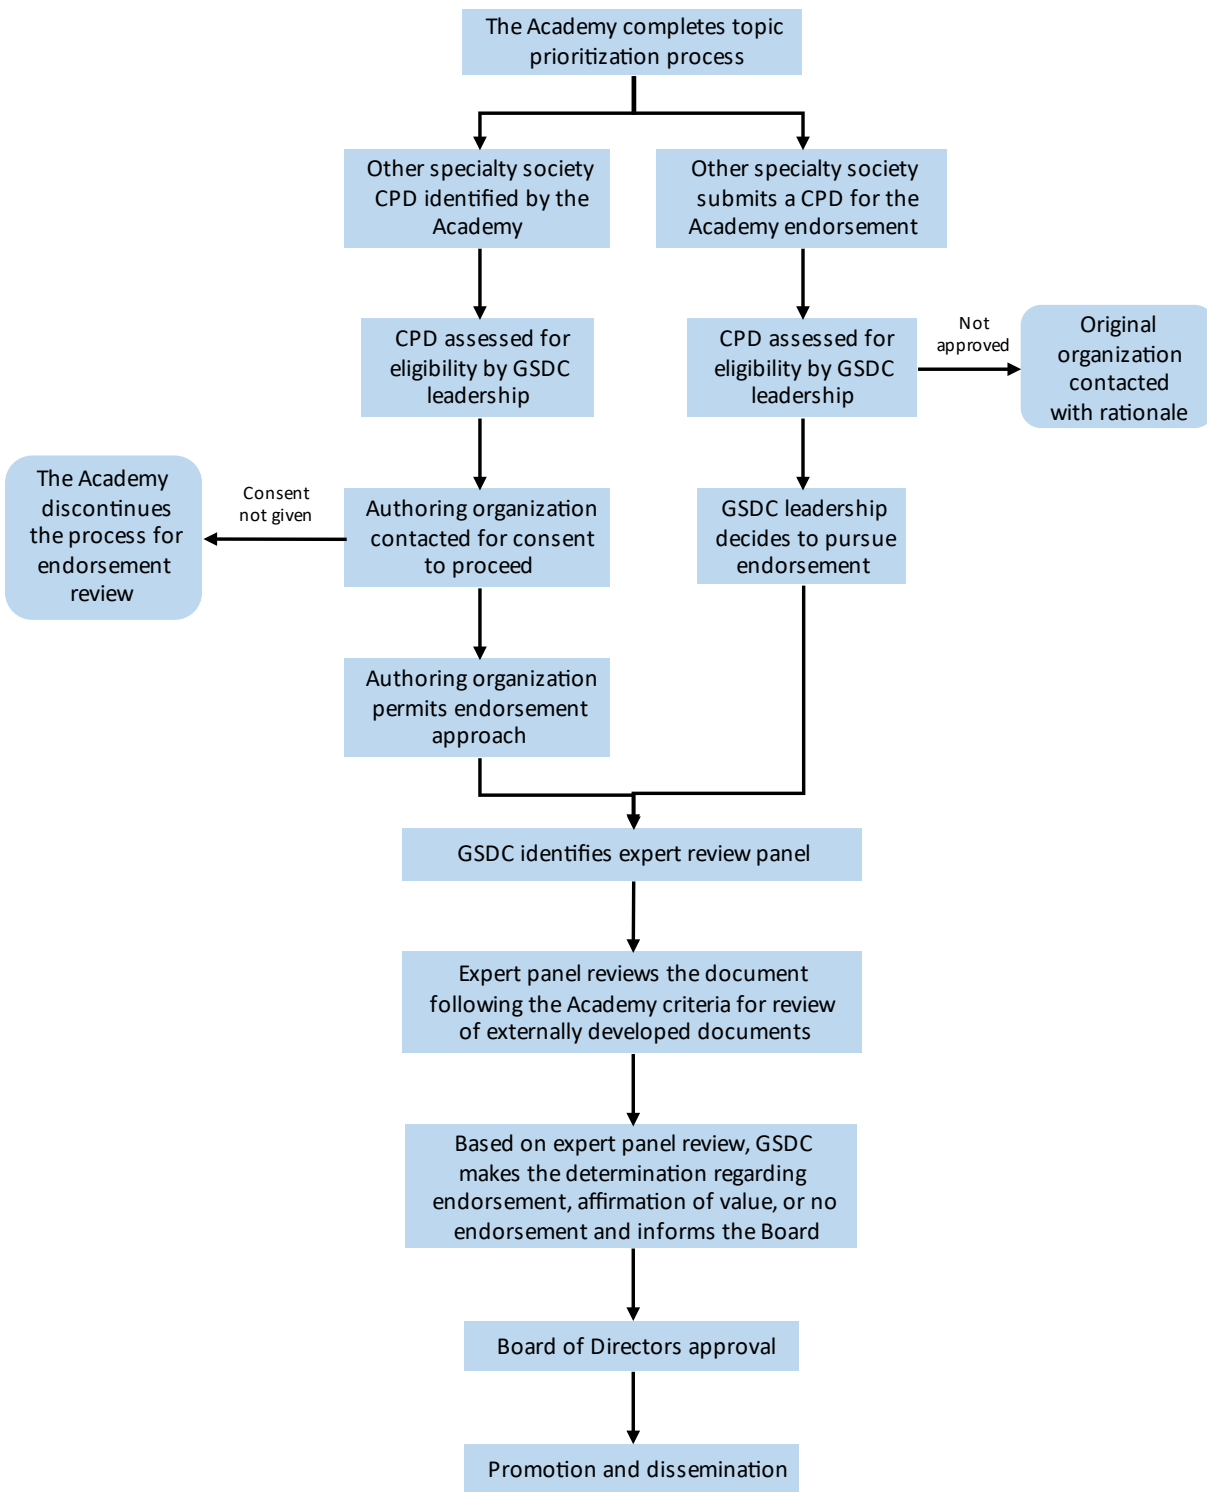 The Academy completes topic
prioritization process
Other specialty society
CPD identified by the
Academy
Other specialty society
submits a CPD for the
Academy endorsement
CPD assessed for
eligibility by GSDC
leadership
CPD assessed for
eligibility by GSDC
leadership
Not
approved
Original
organization
contacted
with rationale
The Academy
discontinues
the process for
endorsement
review
Consent
not given
Authoring organization
contacted for consent
to proceed
GSDC leadership
decides to pursue
endorsement
Authoring organization
permits endorsement
approach
GSDC identifies expert review panel
Expert panel reviews the document
following the Academy criteria for review
of externally developed documents
Based on expert panel review, GSDC
makes the determination regarding
endorsement, affirmation of value, or no
endorsement and informs the Board
Board of Directors approval
Promotion and dissemination